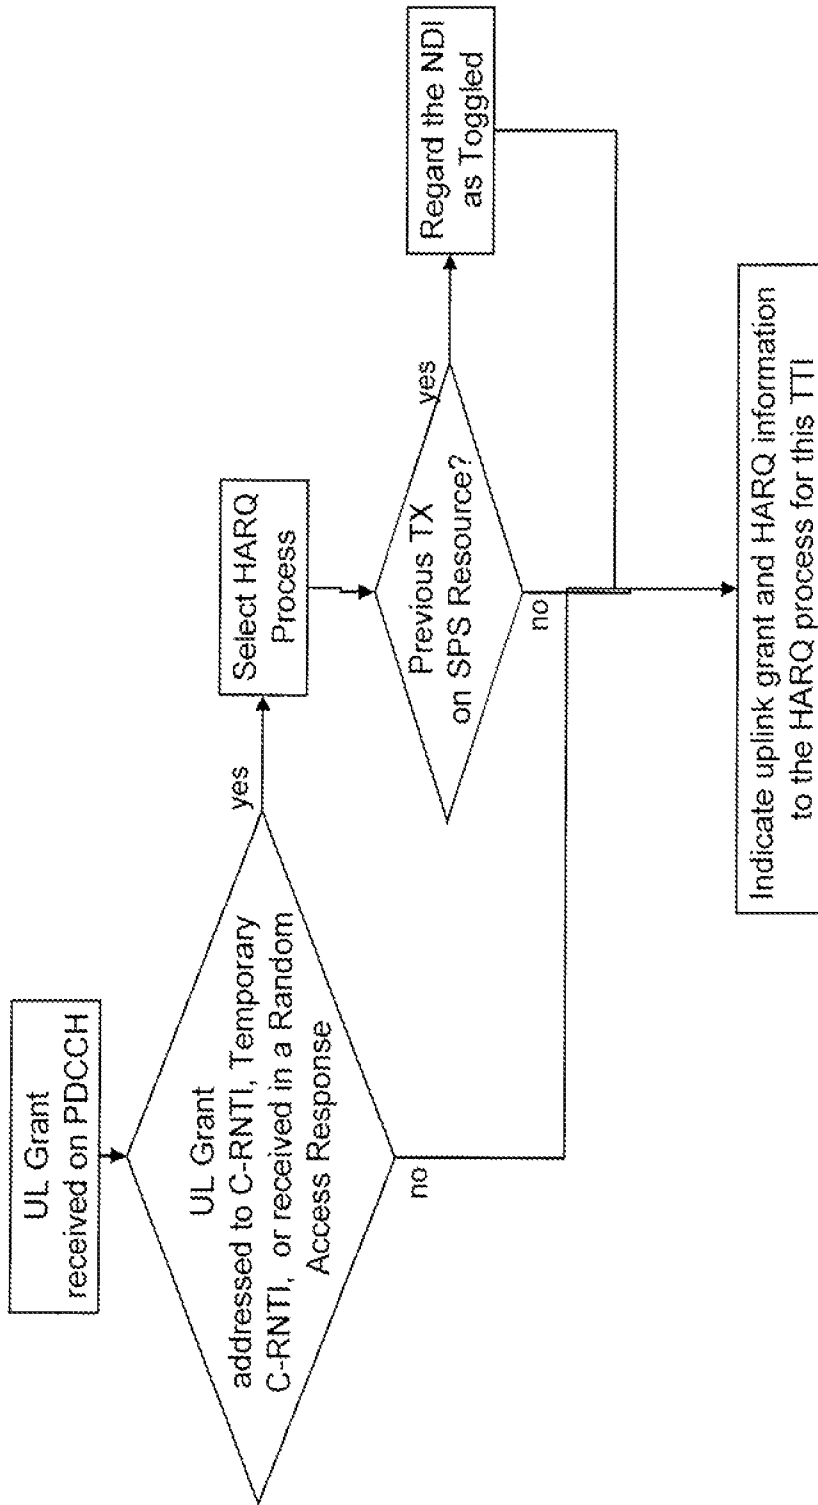 UL Grant
received on PDCCH
UL Grant
addressed to C-RNTI, Temporary
C-RNTI, or received in a Random
Access Response
yes
no
Select HARQ
Process
Previous TX
on SPS Resource?
yes
no
Regard the NDI
as Toggled
Indicate uplink grant and HARQ information
to the HARQ process for this TTI